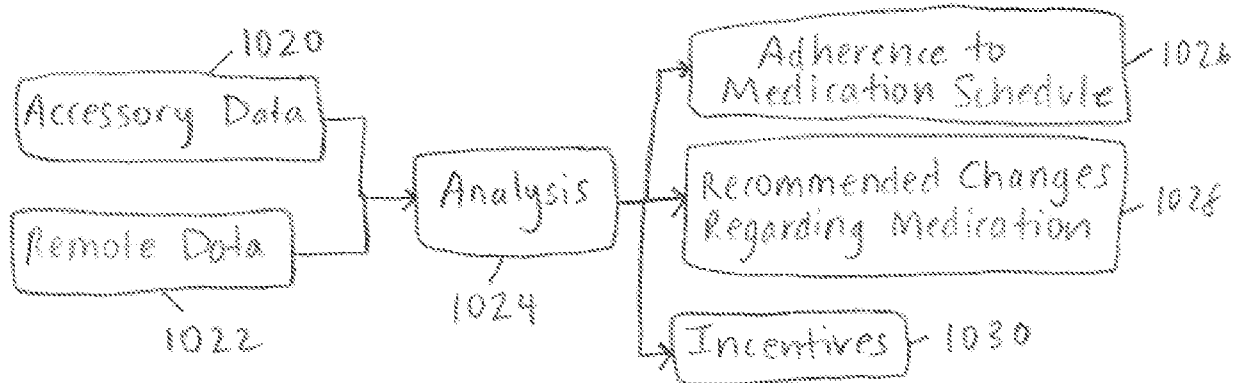 1020
Accessory Data
Remote Data
1022
Analysis
1024
Adherence to
Medication Schedule
1026
Recommended Changes
Regarding Medication
1028
Incentives
1030